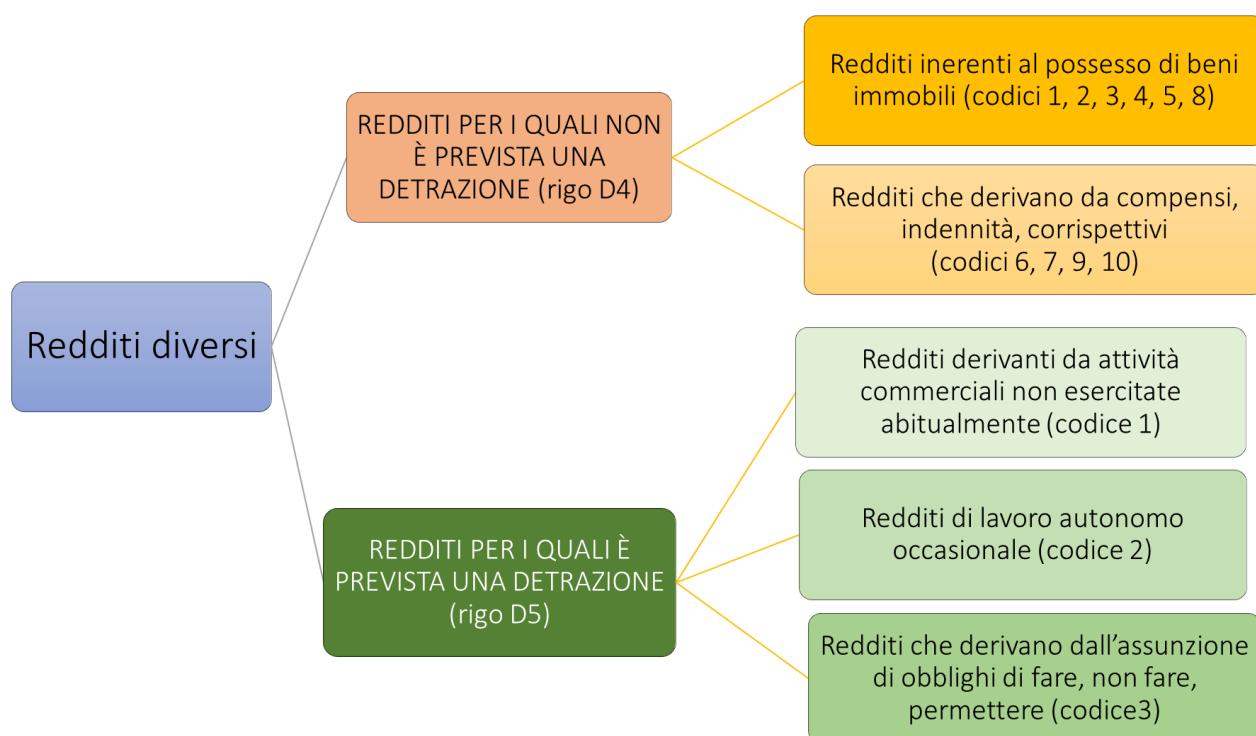 Redditi diversi
REDDITI PER I QUALI NON
È PREVISTA UNA
DETRAZIONE (rigo D4)
Redditi inerenti al possesso di beni
immobili (codici 1, 2, 3, 4, 5, 8)
Redditi che derivano da compensi,
indennità, corrispettivi
(codici 6, 7, 9, 10)
REDDITI PER I QUALI È
PREVISTA UNA DETRAZIONE
(rigo D5)
Redditi derivanti da attività
commerciali non esercitate
abitualmente (codice 1)
Redditi di lavoro autonomo
occasionale (codice 2)
Redditi che derivano dall’assunzione
di obblighi di fare, non fare,
permettere (codice3)